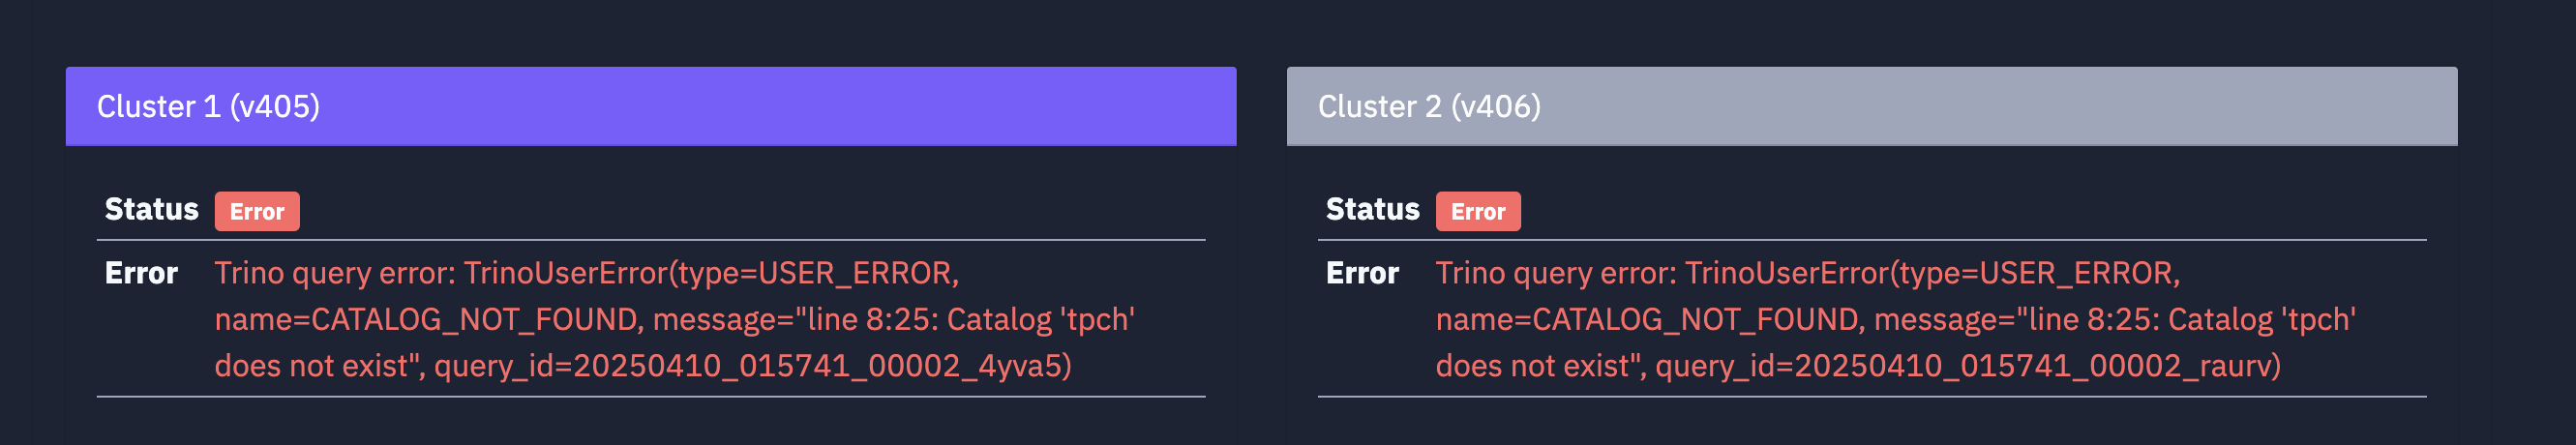 Cluster 1 (v405)
Status Error
Error Trino query error: TrinoUserError(type=USER_ERROR,
name=CATALOG_NOT_FOUND, message="line 8:25: Catalog 'tpch'
does not exist", query_id=20250410_015741_00002_4yva5)
Cluster 2 (v406)
Status Error
Error Trino query error: TrinoUserError(type=USER_ERROR,
name=CATALOG_NOT_FOUND, message="line 8:25: Catalog 'tpch'
does not exist", query_id=20250410_015741_00002_raurv)